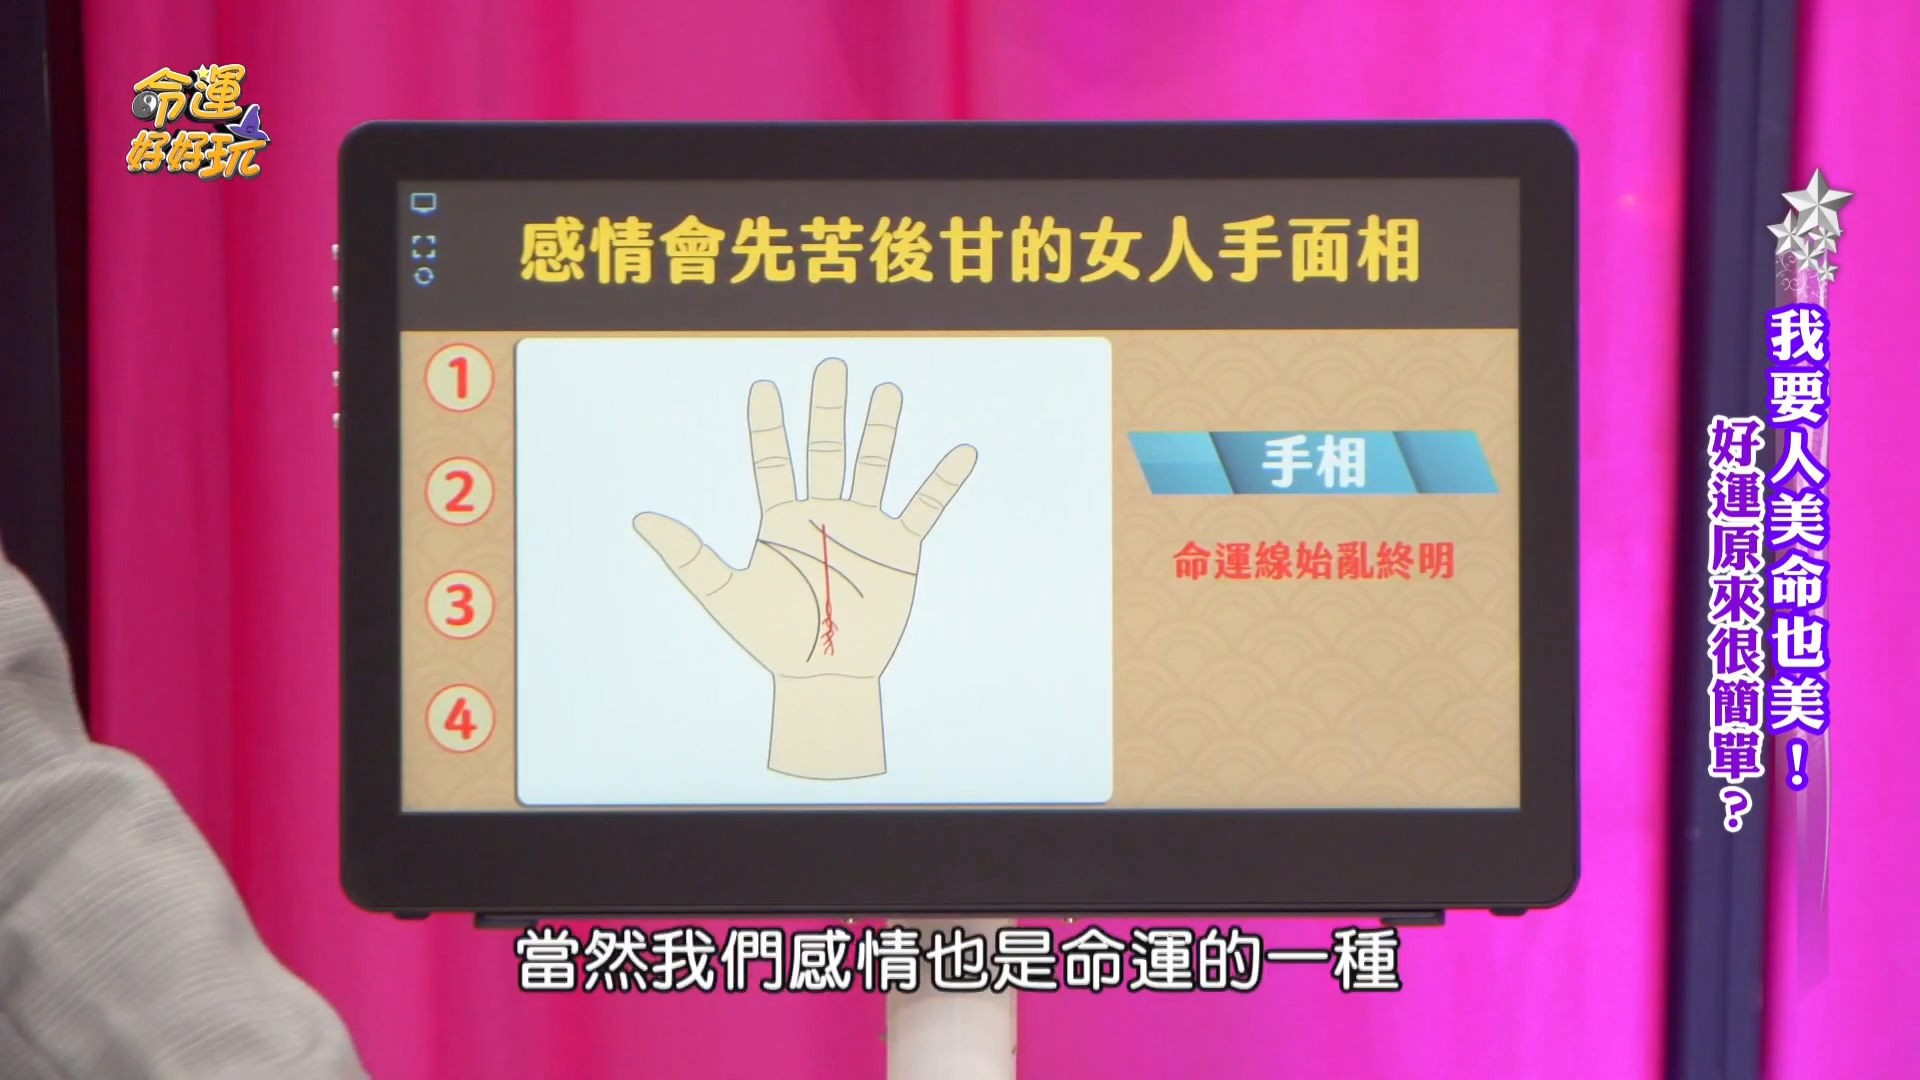 命運
好好玩
感情會先苦後甘的女人手面相
1
2
3
4
手相
命運線始亂終明
我要人美命也美！
好運原來很簡單？
當然我們感情也是命運的一種